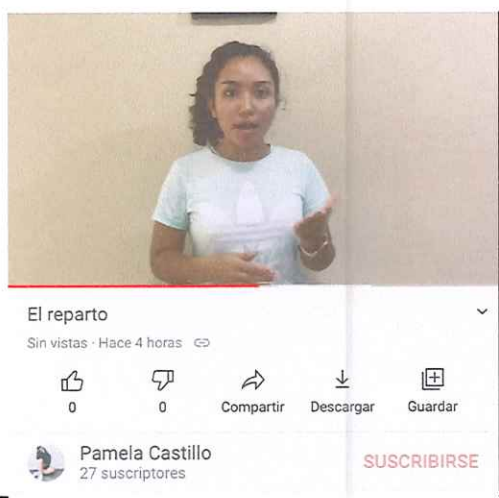 El reparto
Sin vistas · Hace 4 horas
0 0 Compartir Descargar Guardar
Pamela Castillo
27 suscriptores
SUSCRIBIRSE